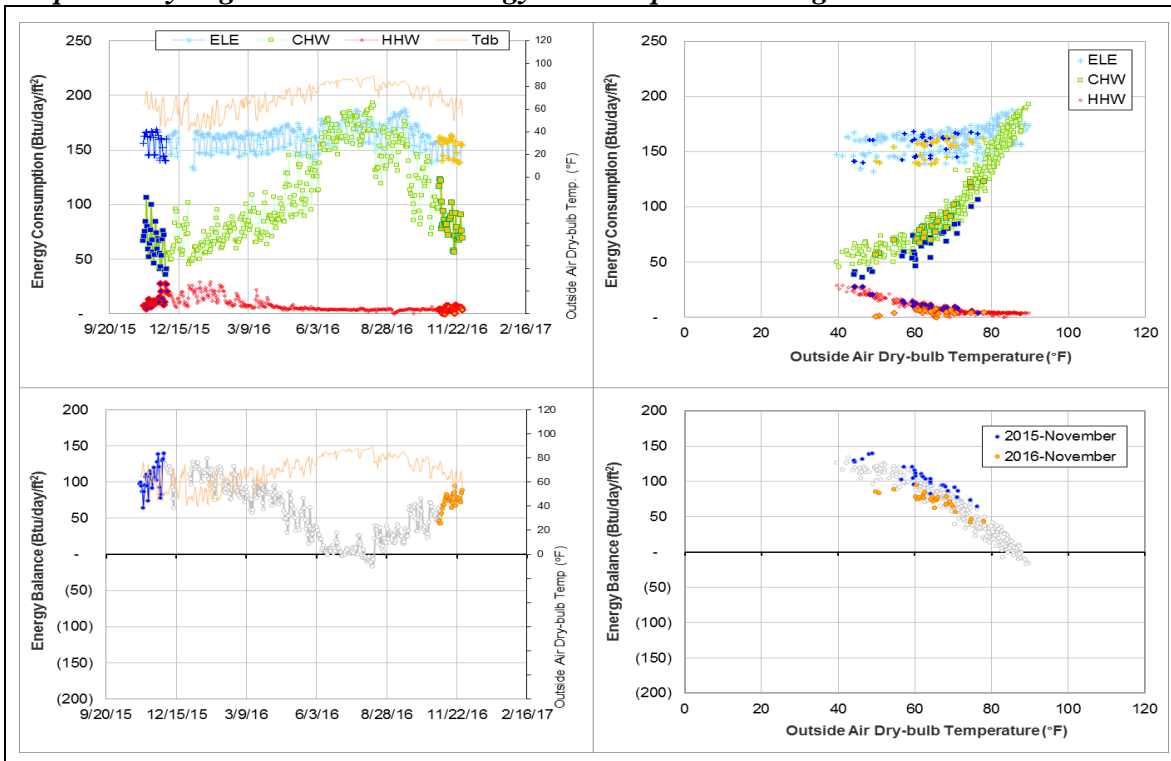 ELE CHW HHW Tdb
Energy Consumption (Btu/day/ft²)
250
200
150
100
50
-
120
100
80
60
40
20
0
Outside Air Dry-bulb Temp. (°F)
9/20/15 12/15/15 3/9/16 6/3/16 8/28/16 11/22/16 2/16/17
Energy Consumption (Btu/day/ft²)
250
200
150
100
50
-
ELE
CHW
HHW
0 20 40 60 80 100 120
Outside Air Dry-bulb Temperature (°F)
Energy Balance (Btu/day/ft²)
200
150
100
50
-
(50)
(100)
(150)
(200)
120
100
80
60
40
20
0
Outside Air Dry-bulb Temp (°F)
9/20/15 12/15/15 3/9/16 6/3/16 8/28/16 11/22/16 2/16/17
Energy Balance (Btu/day/ft²)
200
150
100
50
-
(50)
(100)
(150)
(200)
2015-November
2016-November
0 20 40 60 80 100 120
Outside Air Dry-bulb Temperature (°F)